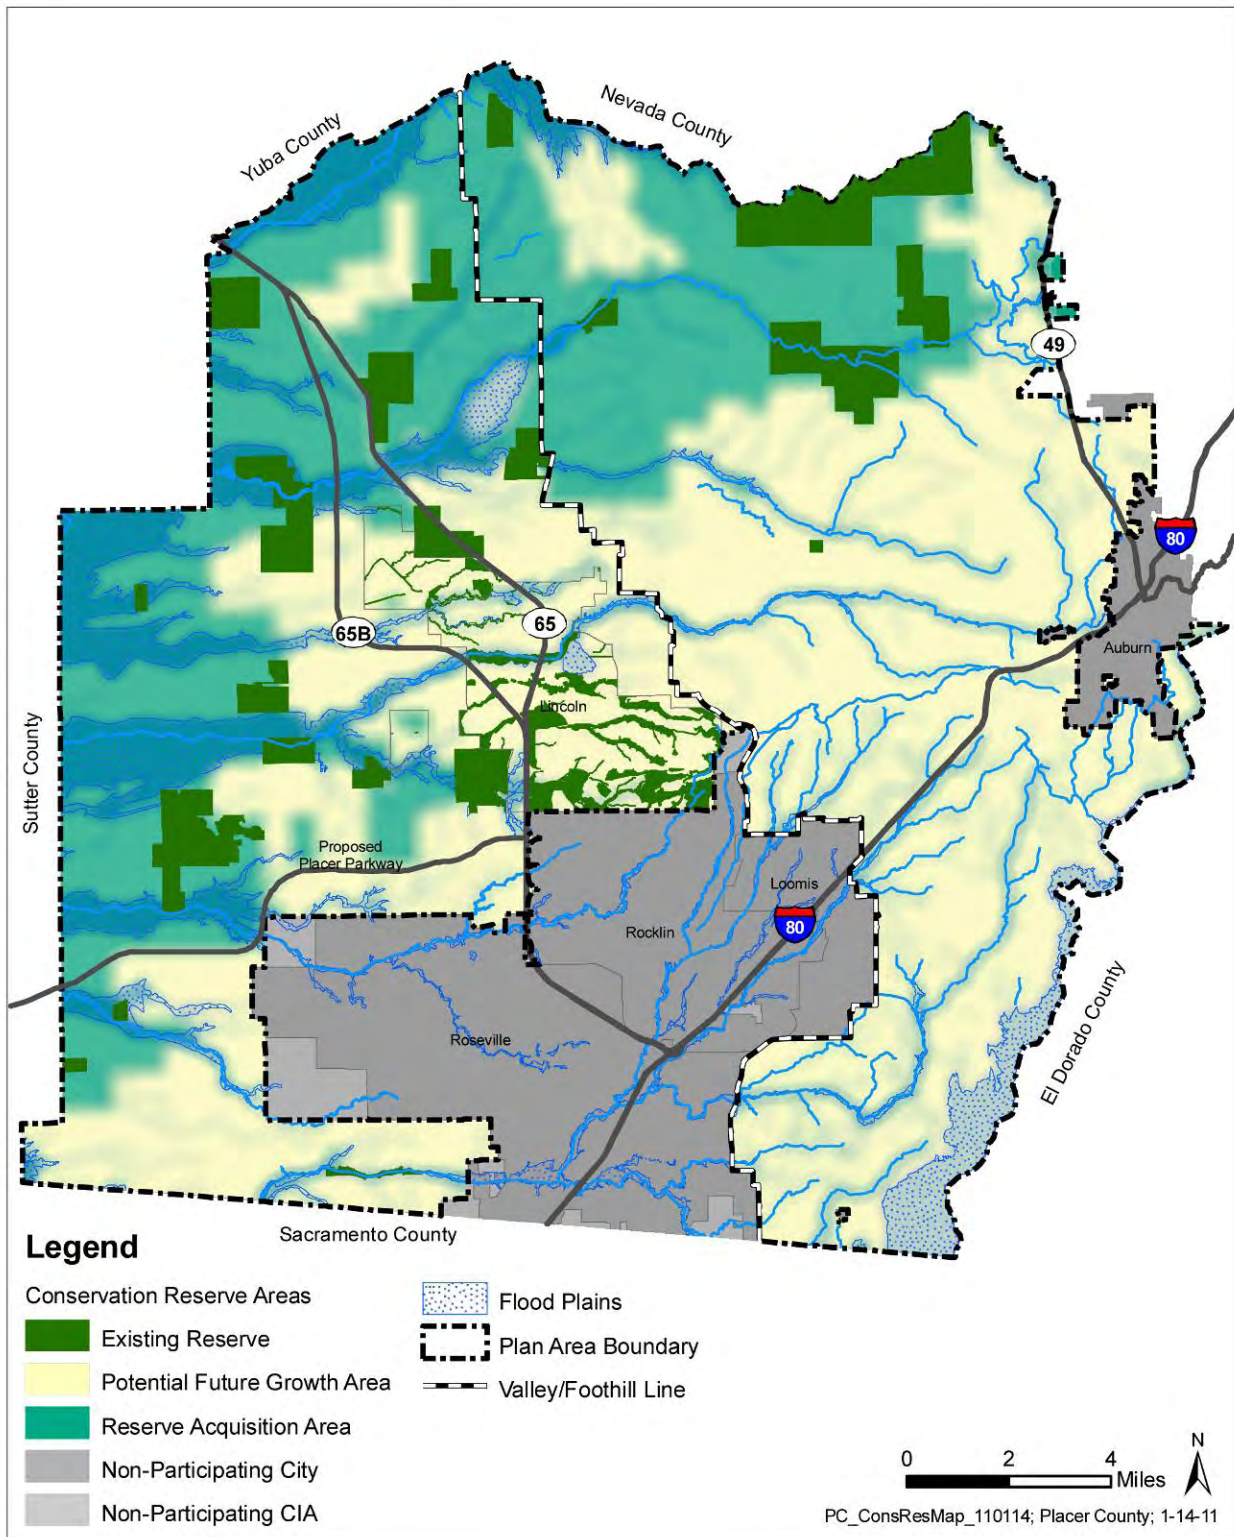 Nevada County
Yuba County
49
80
65B
65
Auburn
Lincoln
Sutter County
Proposed
Placer Parkway
Loomis
80
Rocklin
Roseville
El Dorado County
Sacramento County
Legend
Conservation Reserve Areas
Existing Reserve
Potential Future Growth Area
Reserve Acquisition Area
Non-Participating City
Non-Participating CIA
Flood Plains
Plan Area Boundary
Valley/Foothill Line
N
0 2 4
Miles
PC_ConsResMap_110114; Placer County; 1-14-11